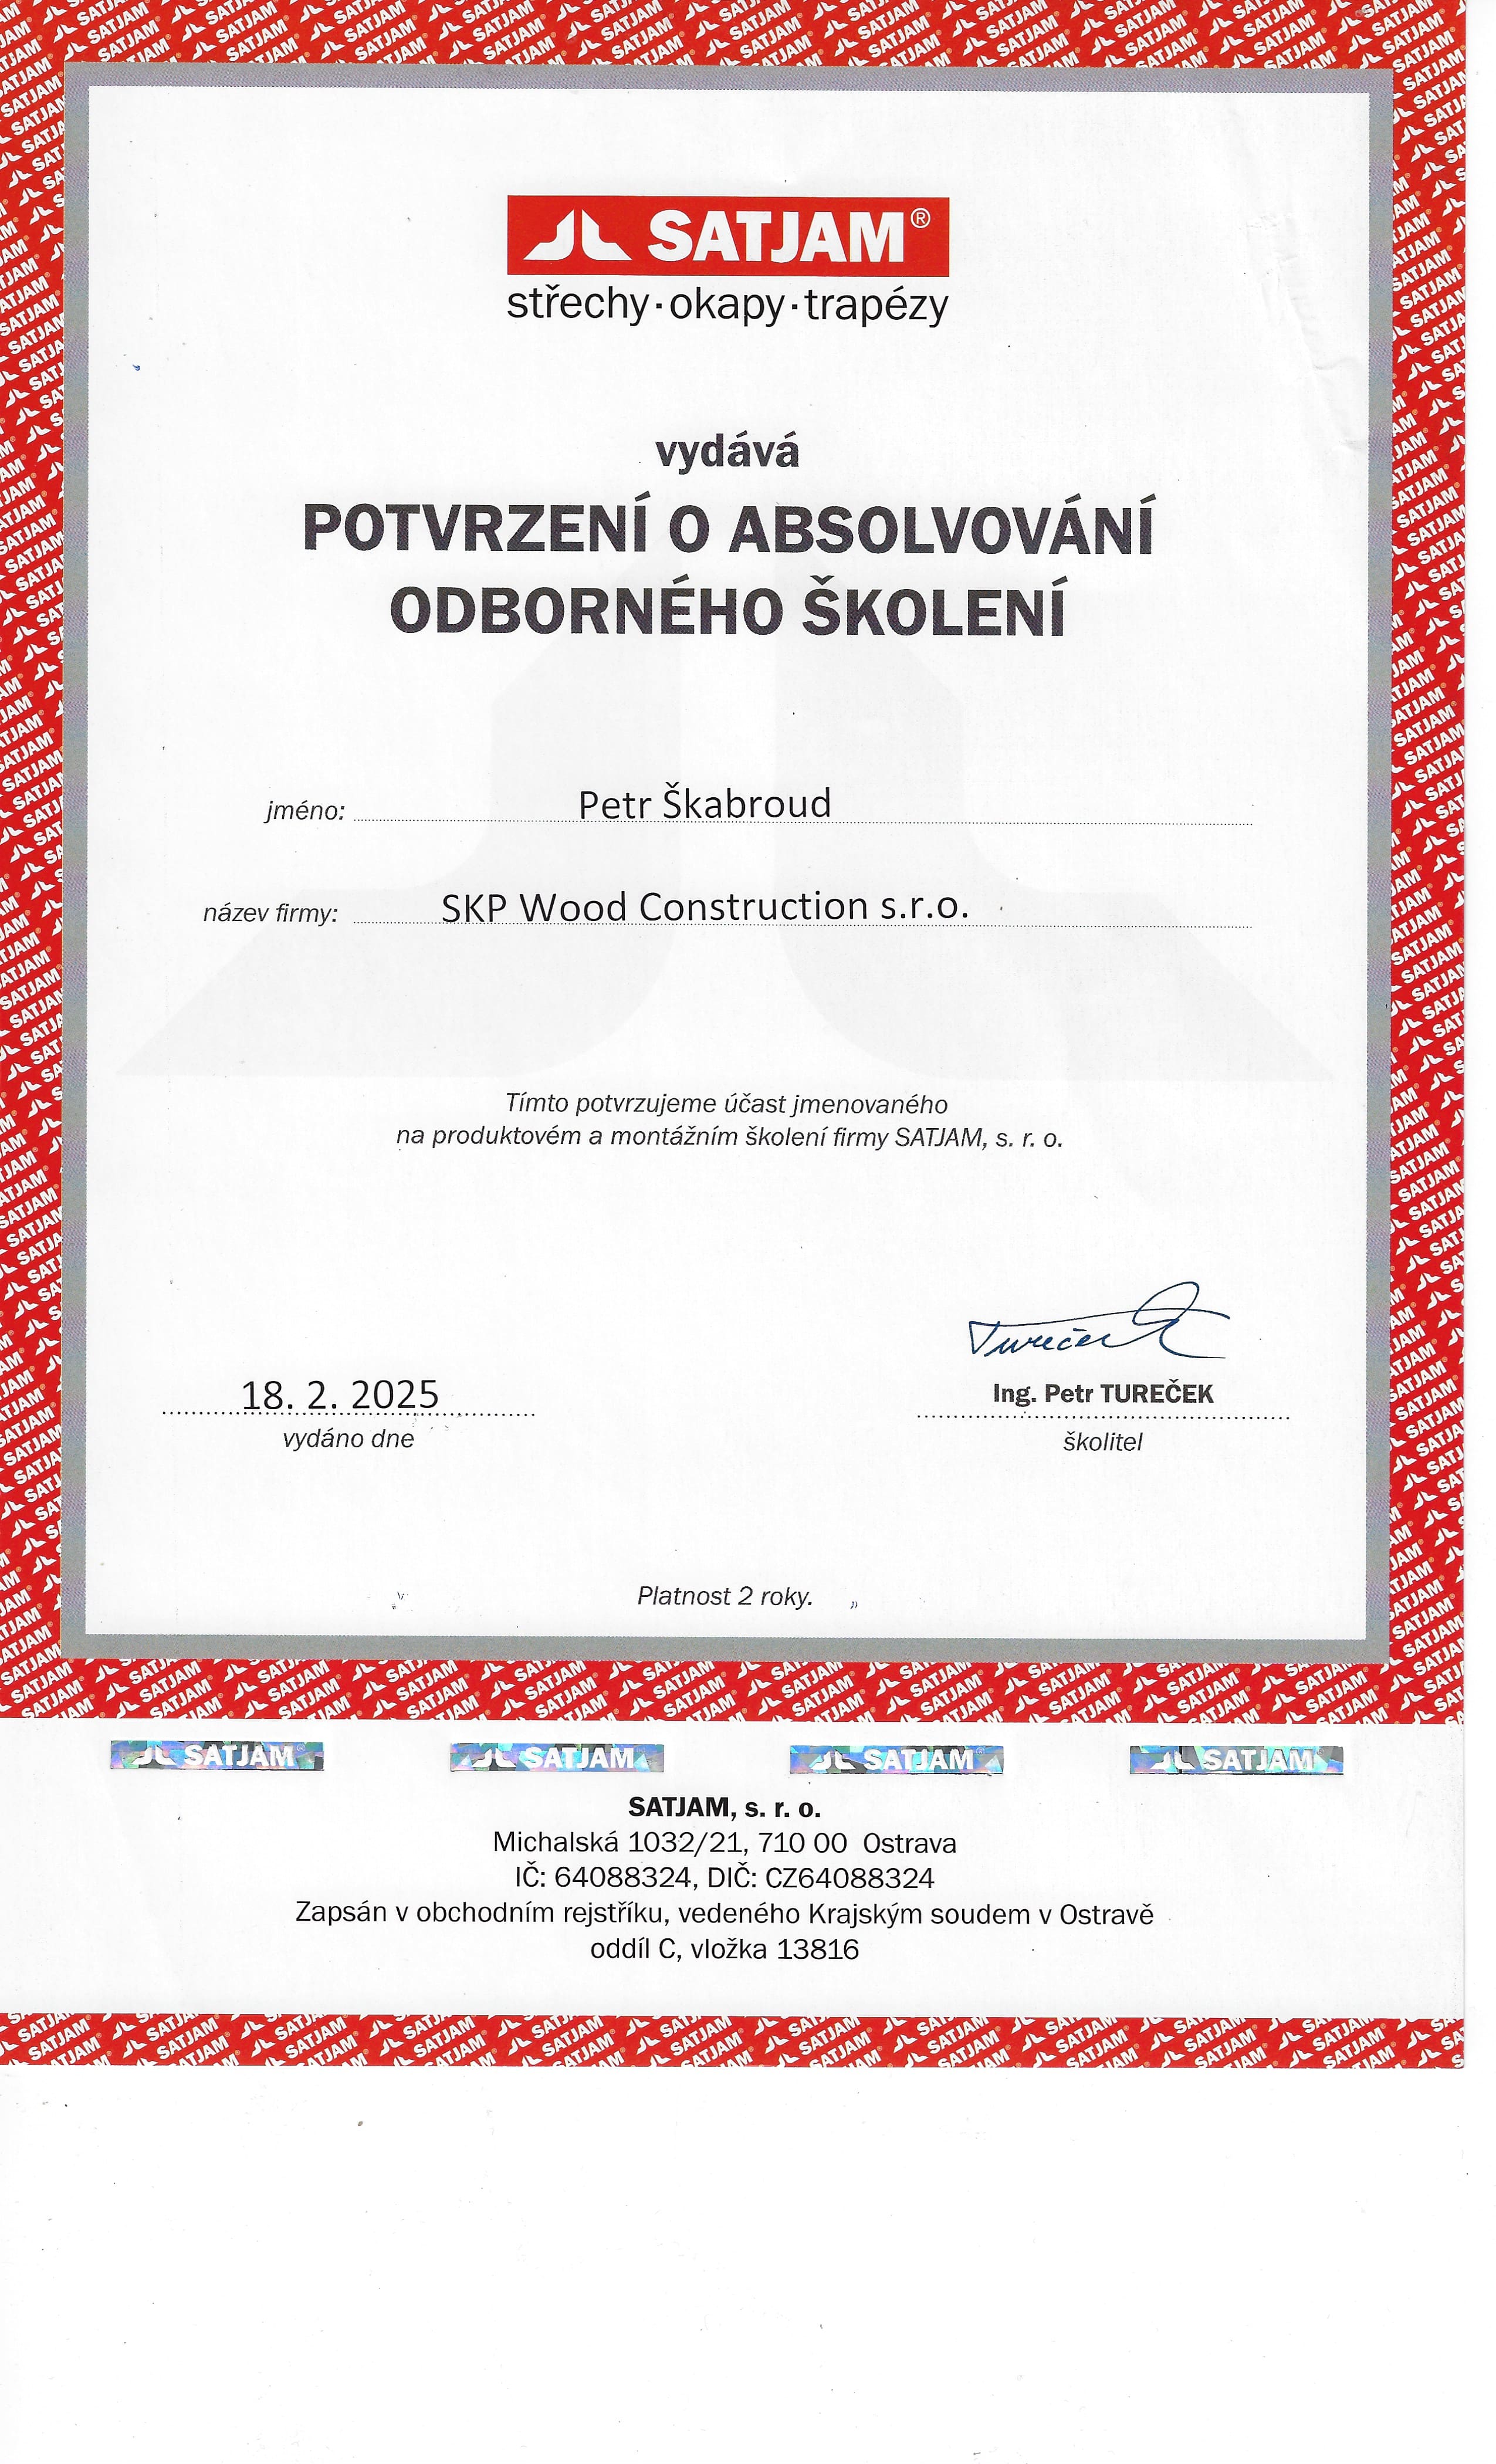 SATJAM®
střechy·okapy·trapézy
vydává
POTVRZENÍ O ABSOLVOVÁNÍ
ODBORNÉHO ŠKOLENÍ
jméno: Petr Škabroud
název firmy: SKP Wood Construction s.r.o.
Tímto potvrzujeme účast jmenovaného
na produktovém a montážním školení firmy SATJAM, s. r. o.
Tureček
18. 2. 2025 Ing. Petr TUREČEK
vydáno dne školitel
Platnost 2 roky.
SATJAM SATJAM SATJAM SATJAM
SATJAM, s. r. o.
Michalská 1032/21, 710 00 Ostrava
IČ: 64088324, DIČ: CZ64088324
Zapsán v obchodním rejstříku, vedeného Krajským soudem v Ostravě
oddíl C, vložka 13816